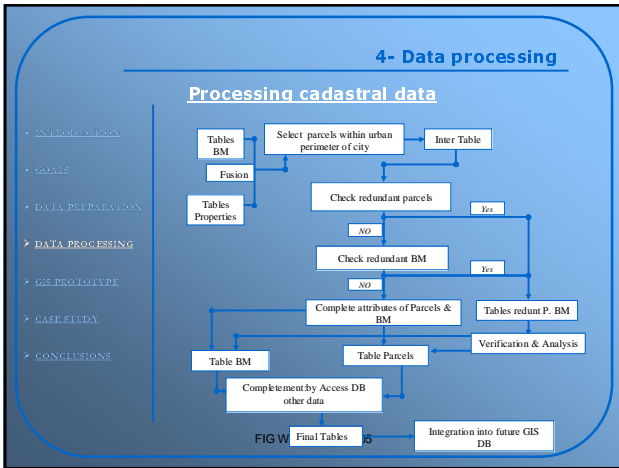 4- Data processing
Processing cadastral data
➢ INTRODUCTION
➢ GOALS
➢ DATA PREPARATION
➢ DATA PROCESSING
➢ GIS PROTOTYPE
➢ CASE STUDY
➢ CONCLUSIONS
Tables
BM
Fusion
Tables
Properties
Select parcels within urban
perimeter of city
Inter Table
Check redundant parcels
Yes
NO
Check redundant BM
Yes
NO
Complete attributes of Parcels &
BM
Tables redunt P. BM
Verification & Analysis
Table BM
Table Parcels
Completement:by Access DB
other data
Final Tables
FIG W
Integration into future GIS
DB